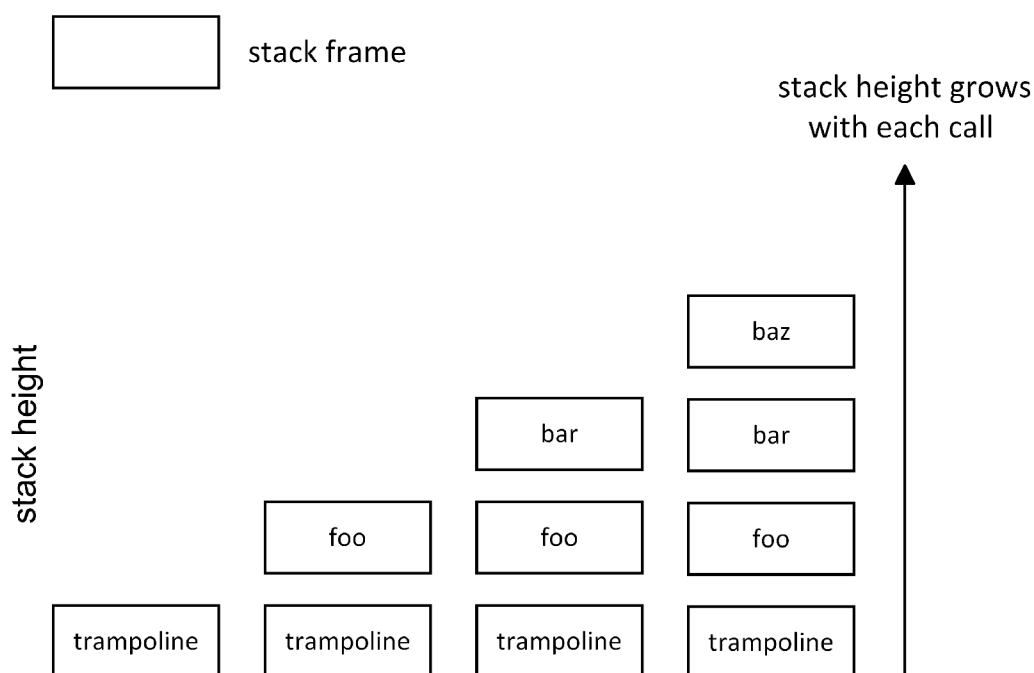 stack frame
stack height grows
with each call
stack height
baz
bar
bar
foo
foo
foo
trampoline
trampoline
trampoline
trampoline